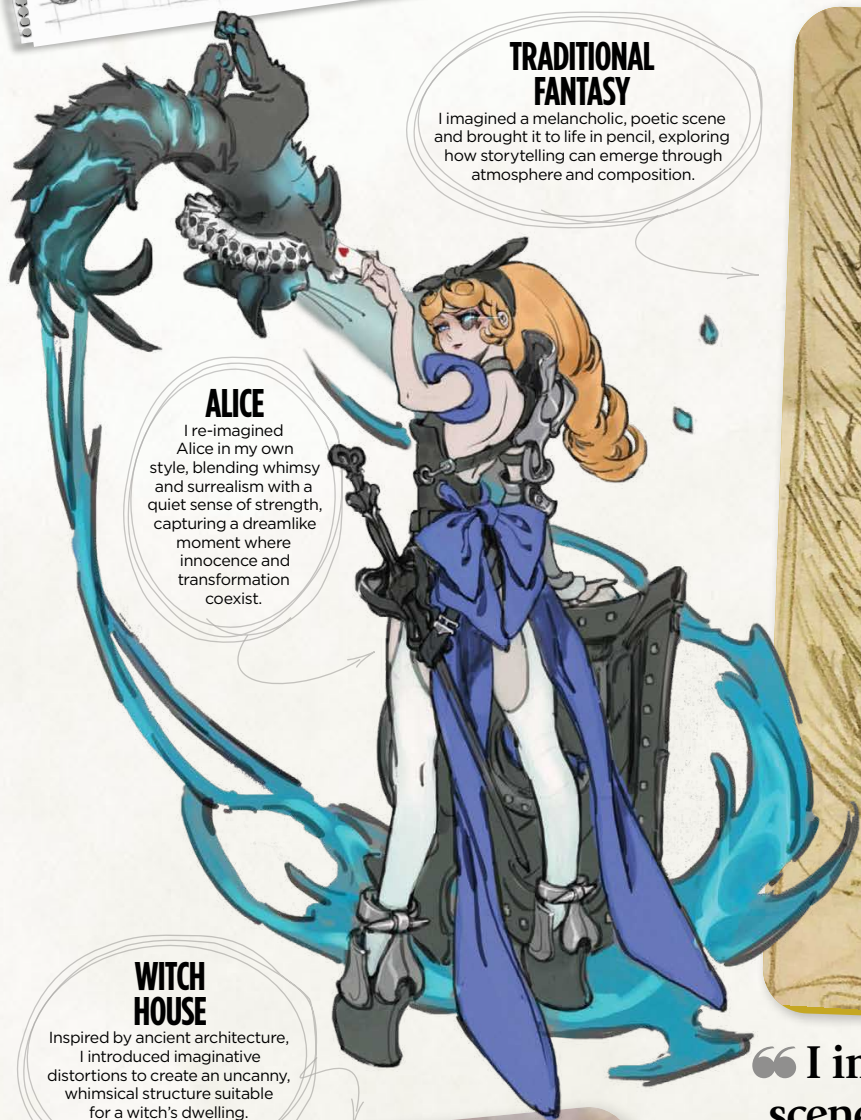 TRADITIONAL
FANTASY
I imagined a melancholic, poetic scene
and brought it to life in pencil, exploring
how storytelling can emerge through
atmosphere and composition.
ALICE
I re-imagined
Alice in my own
style, blending whimsy
and surrealism with a
quiet sense of strength,
capturing a dreamlike
moment where
innocence and
transformation
coexist.
WITCH
HOUSE
Inspired by ancient architecture,
I introduced imaginative
distortions to create an uncanny,
whimsical structure suitable
for a witch's dwelling.
“ I
scene